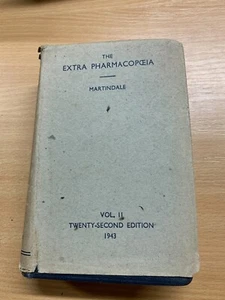 THE
EXTRA PHARMACOPŒIA
MARTINDALE
VOL. II
TWENTY-SECOND EDITION
1943